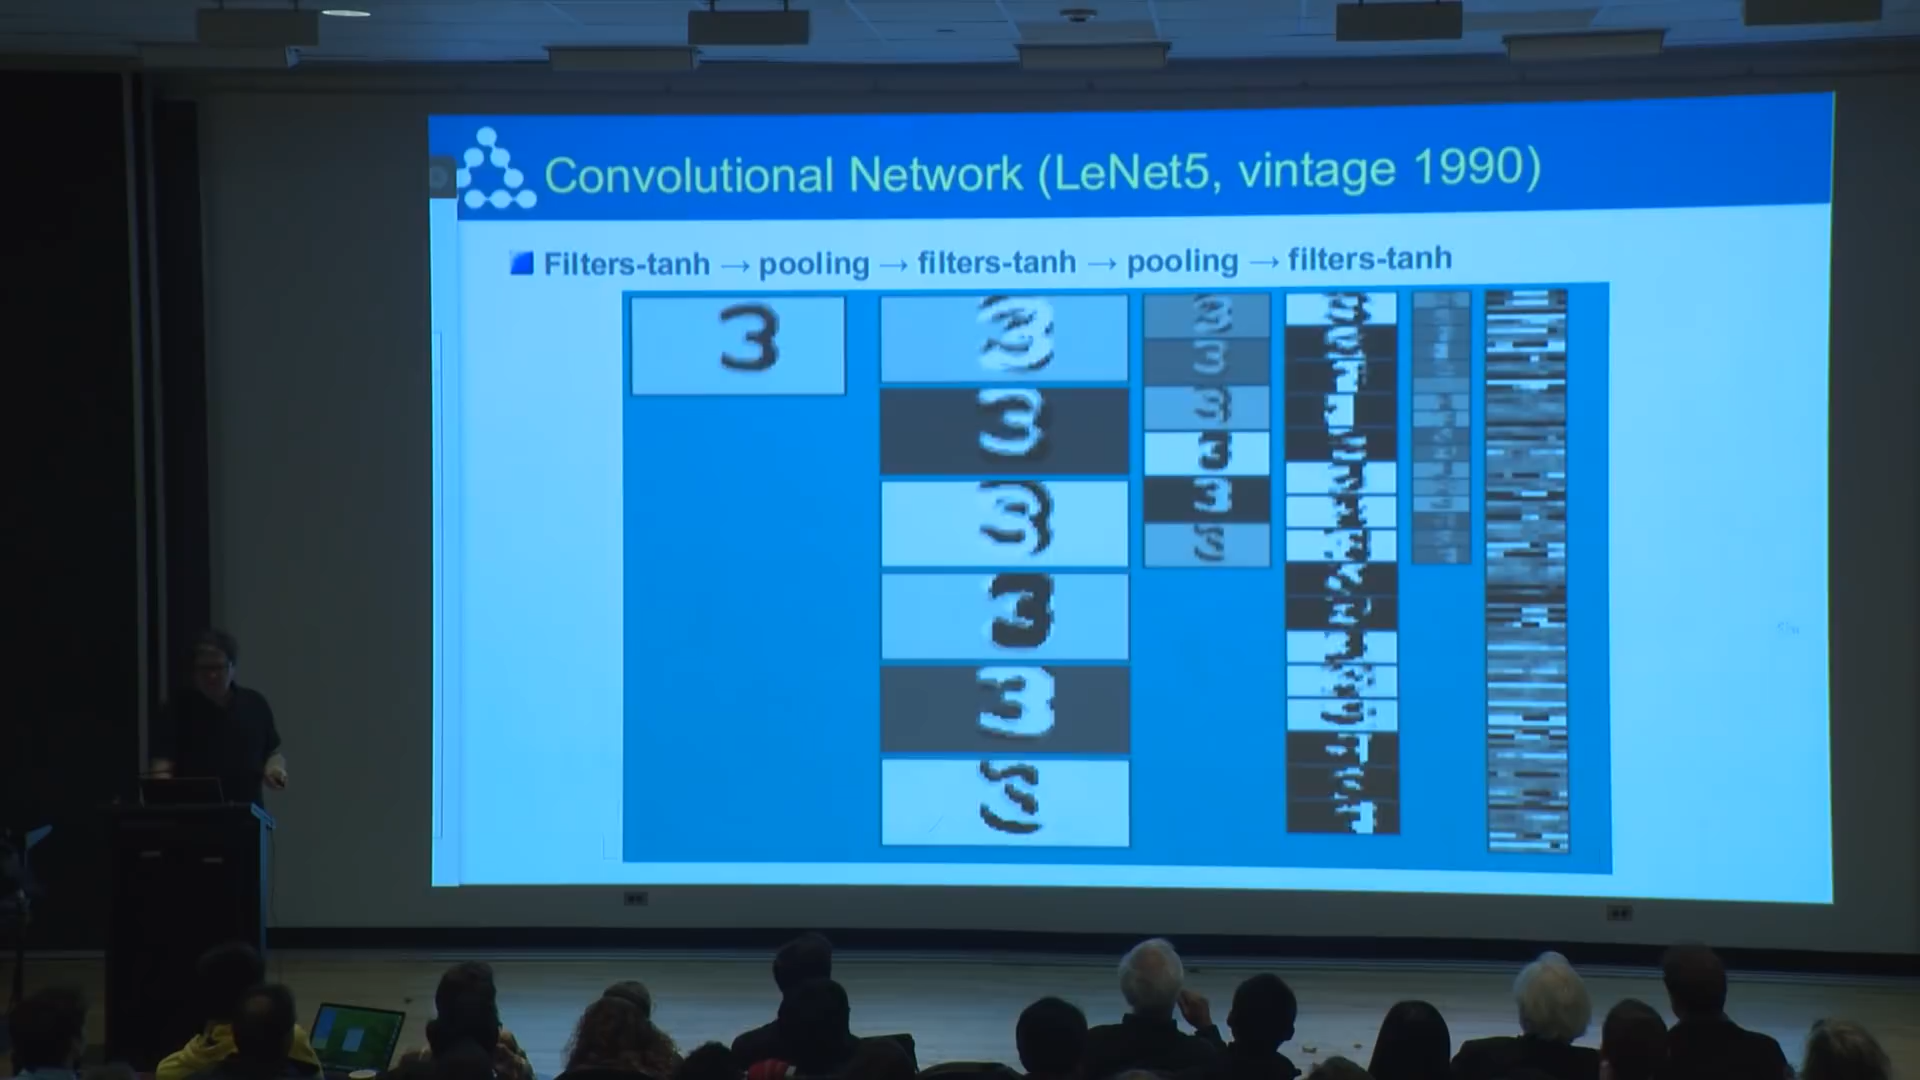 Convolutional Network (LeNet5, vintage 1990)
Filters-tanh → pooling → filters-tanh → pooling → filters-tanh
3